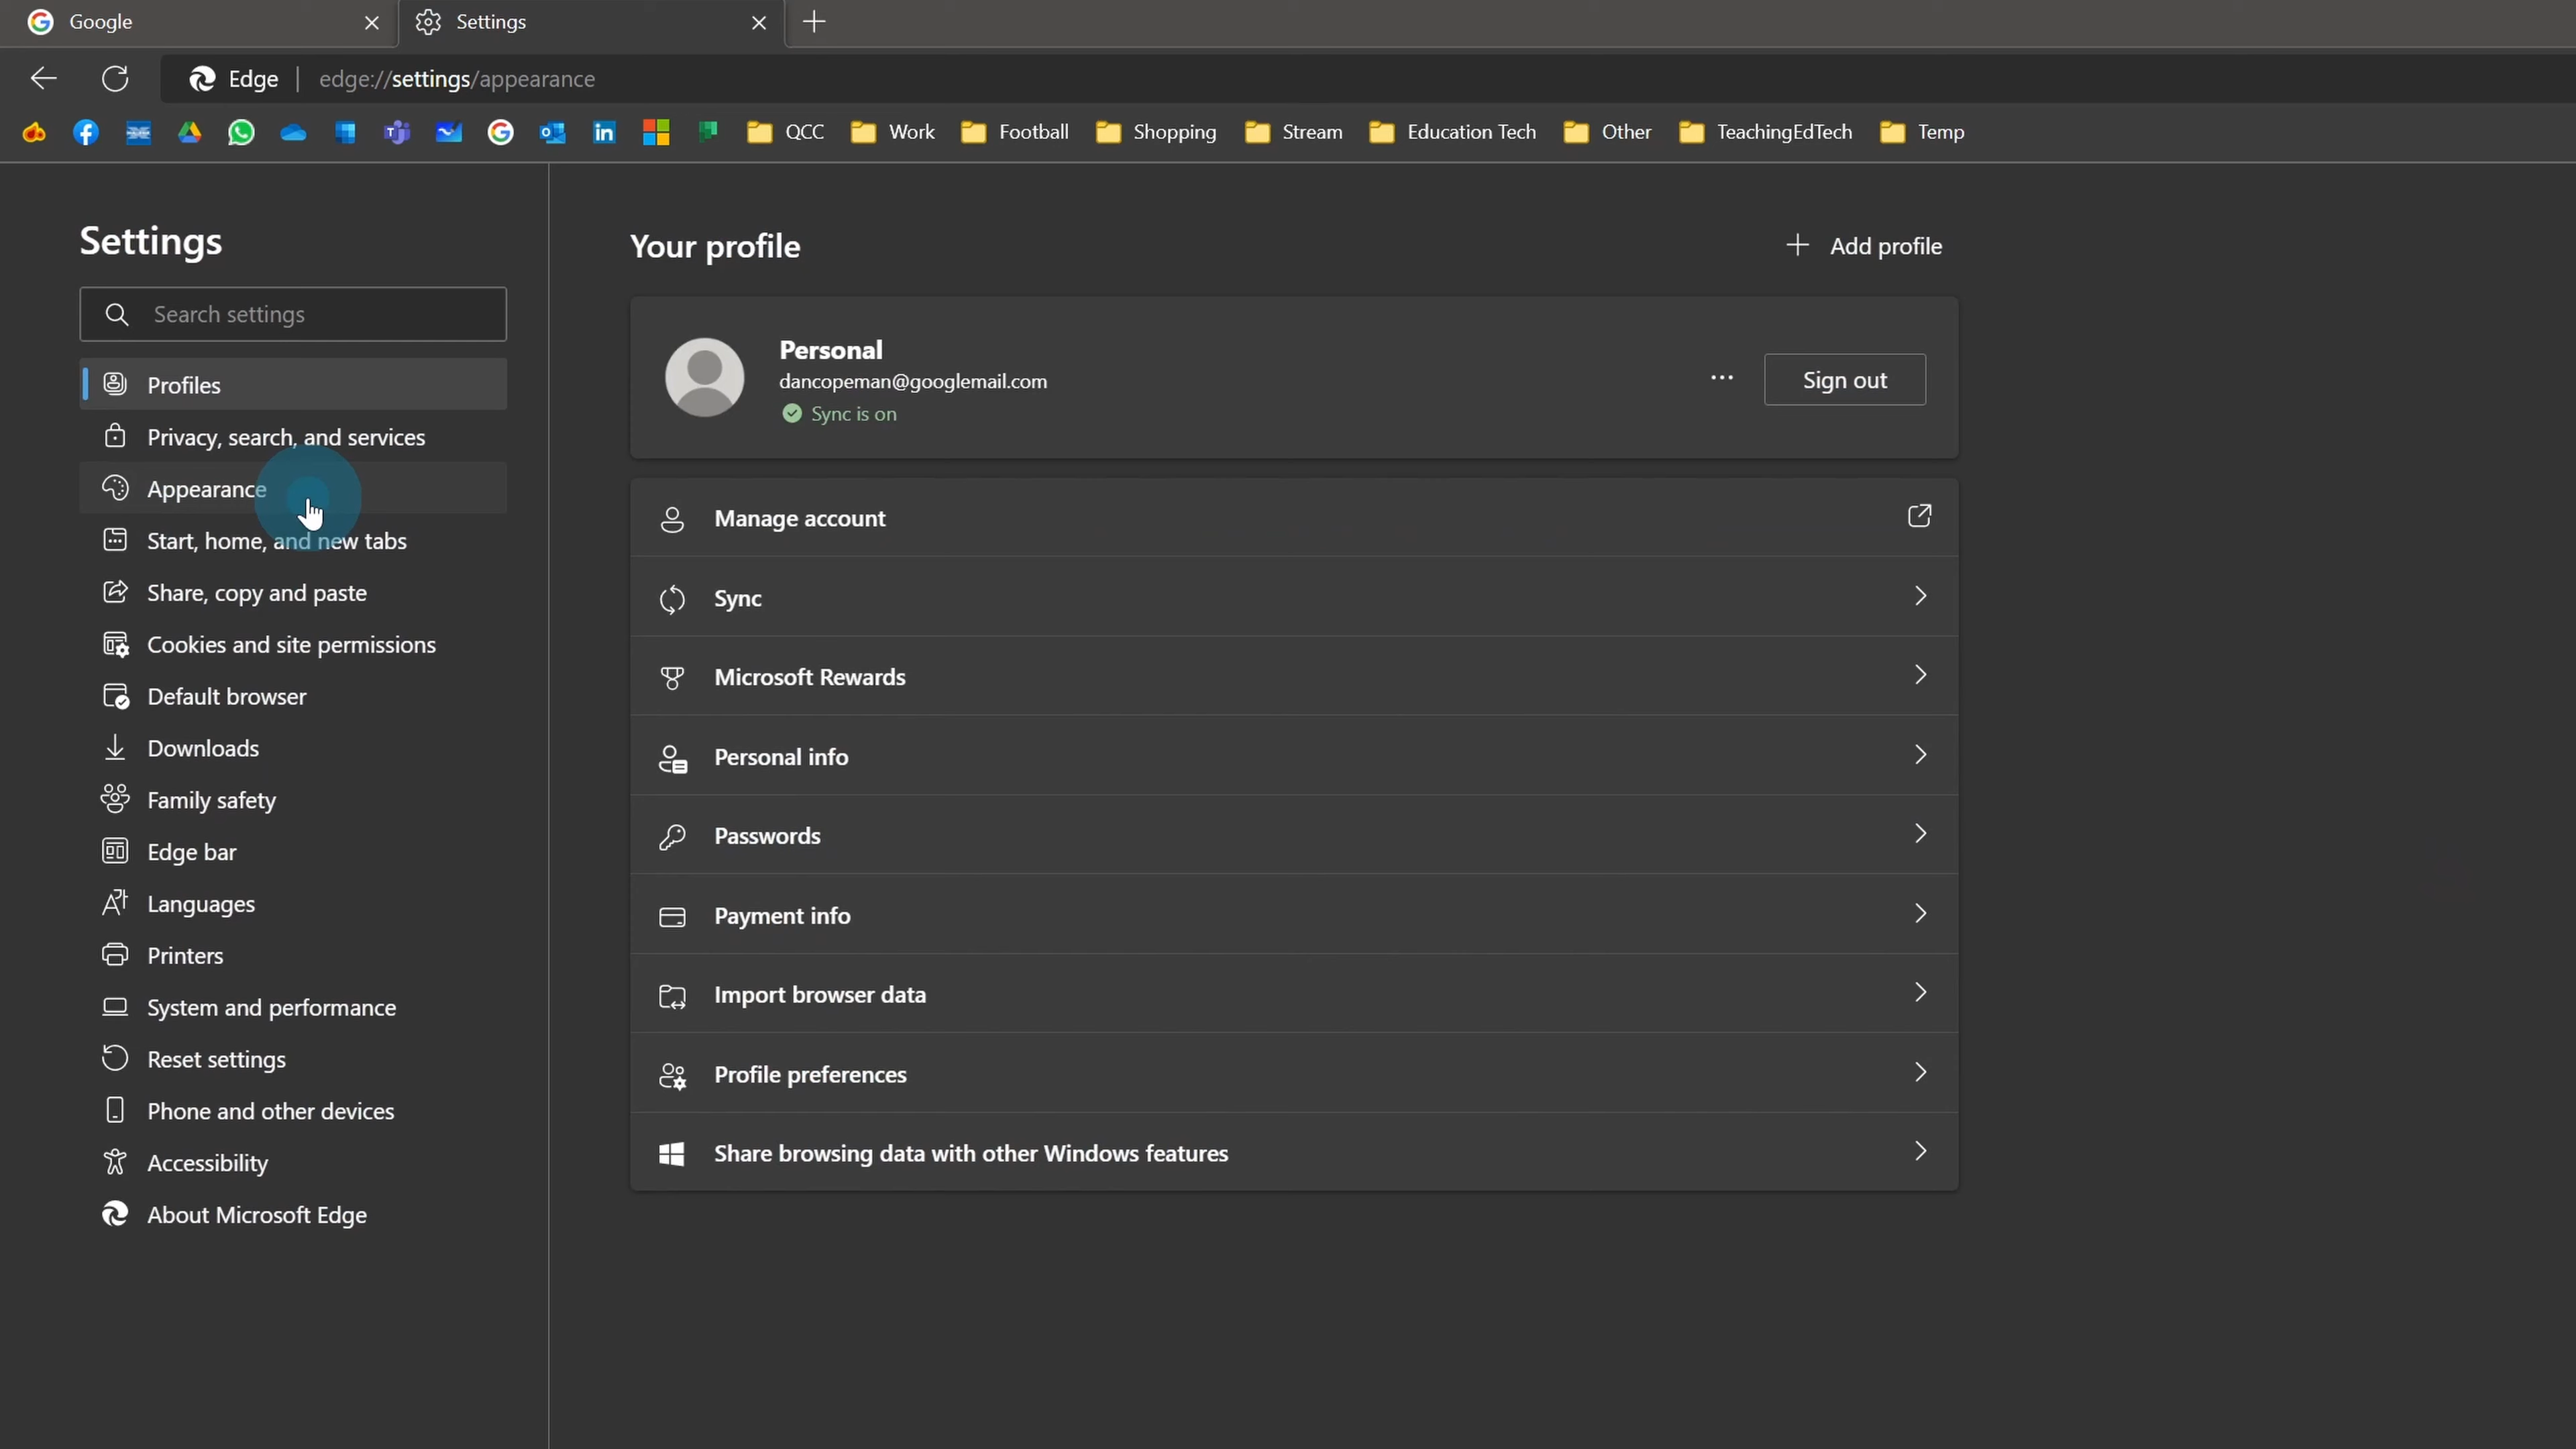 Google
Settings
Edge
edge://settings/appearance
QCC
Work
Football
Shopping
Stream
Education Tech
Other
TeachingEdTech
Temp
Settings
Search settings
Profiles
Privacy, search, and services
Appearance
Start, home, and new tabs
Share, copy and paste
Cookies and site permissions
Default browser
Downloads
Family safety
Edge bar
Languages
Printers
System and performance
Reset settings
Phone and other devices
Accessibility
About Microsoft Edge
Your profile
Add profile
Personal
dancopeman@googlemail.com
Sync is on
Sign out
Manage account
Sync
Microsoft Rewards
Personal info
Passwords
Payment info
Import browser data
Profile preferences
Share browsing data with other Windows features